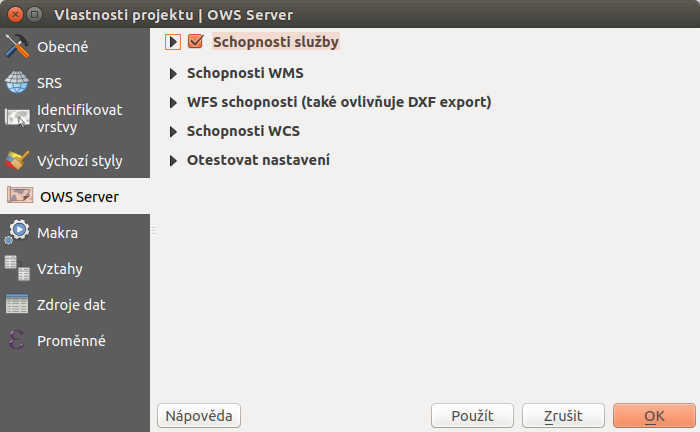 Vlastnosti projektu | OWS Server
Obecné
SRS
Identifikovat
vrstvy
Výchozí styly
OWS Server
Makra
Vztahy
Zdroje dat
Proměnné
Schopnosti služby
Schopnosti WMS
WFS schopnosti (také ovlivňuje DXF export)
Schopnosti WCS
Otestovat nastavení
Nápověda
Použít
Zrušit
OK